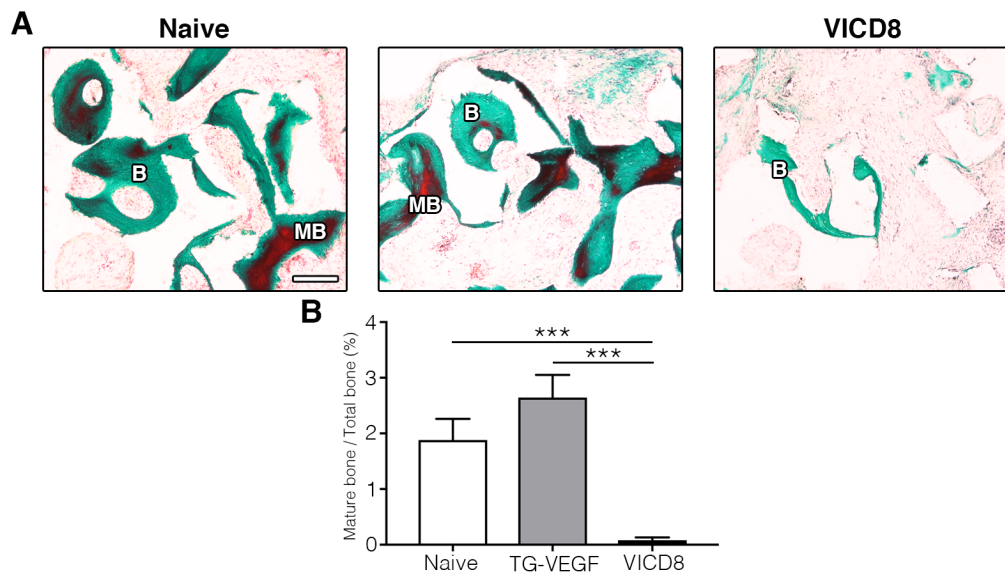 A
Naive
VICD8
B
MB
B
MB
B
B
Mature bone / Total bone (%)
4
3
2
1
0
***
***
Naive
TG-VEGF
VICD8